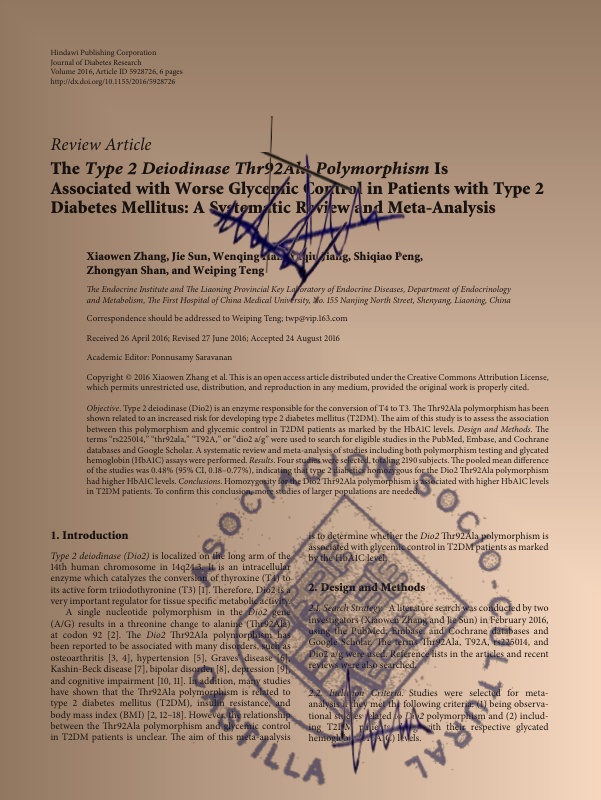 Hindawi Publishing Corporation
Journal of Diabetes Research
Volume 2016, Article ID 5928726, 6 pages
http://dx.doi.org/10.1155/2016/5928726
Review Article
The Type 2 Deiodinase Thr92Ala Polymorphism Is
Associated with Worse Glycemic Control in Patients with Type 2
Diabetes Mellitus: A Systematic Review and Meta-Analysis
Xiaowen Zhang, Jie Sun, Wenqing Jiang, Shiqiao Peng,
Zhongyan Shan, and Weiping Teng
The Endocrine Institute and The Liaoning Provincial Key Laboratory of Endocrine Diseases, Department of Endocrinology
and Metabolism, The First Hospital of China Medical University, No. 155 Nanjing North Street, Shenyang, Liaoning, China
Correspondence should be addressed to Weiping Teng; twp@vip.163.com
Received 26 April 2016; Revised 27 June 2016; Accepted 24 August 2016
Academic Editor: Ponnusamy Saravanan
Copyright © 2016 Xiaowen Zhang et al. This is an open access article distributed under the Creative Commons Attribution License,
which permits unrestricted use, distribution, and reproduction in any medium, provided the original work is properly cited.
Objective. Type 2 deiodinase (Dio2) is an enzyme responsible for the conversion of T4 to T3. The Thr92Ala polymorphism has been
shown related to an increased risk for developing type 2 diabetes mellitus (T2DM). The aim of this study is to assess the association
between this polymorphism and glycemic control in T2DM patients as marked by the HbA1C levels. Design and Methods. The
terms "rs225014," "thr92ala," "T92A," or "dio2 a/g" were used to search for eligible studies in the PubMed, Embase, and Cochrane
databases and Google Scholar. A systematic review and meta-analysis of studies including both polymorphism testing and glycated
hemoglobin (HbA1C) assays were performed. Results. Four studies were selected, totaling 2190 subjects. The pooled mean difference
of the studies was 0.48% (95% CI, 0.18–0.77%), indicating that type 2 diabetics homozygous for the Dio2 Thr92Ala polymorphism
had higher HbA1C levels. Conclusions. Homozygosity for the Dio2 Thr92Ala polymorphism is associated with higher HbA1C levels
in T2DM patients. To confirm this conclusion, more studies of larger populations are needed.
1. Introduction
Type 2 deiodinase (Dio2) is localized on the long arm of the
14th human chromosome in 14q24.3. It is an intracellular
enzyme which catalyzes the conversion of thyroxine (T4) to
its active form triiodothyronine (T3) [1]. Therefore, Dio2 is a
very important regulator for tissue specific metabolic activity.
A single nucleotide polymorphism in the Dio2 gene
(A/G) results in a threonine change to alanine (Thr92Ala)
at codon 92 [2]. The Dio2 Thr92Ala polymorphism has
been reported to be associated with many disorders, such as
osteoarthritis [3, 4], hypertension [5], Graves' disease [6],
Kashin-Beck disease [7], bipolar disorder [8], depression [9],
and cognitive impairment [10, 11]. In addition, many studies
have shown that the Thr92Ala polymorphism is related to
type 2 diabetes mellitus (T2DM), insulin resistance, and
body mass index (BMI) [2, 12–18]. However, the relationship
between the Thr92Ala polymorphism and glycemic control
in T2DM patients is unclear. The aim of this meta-analysis
is to determine whether the Dio2 Thr92Ala polymorphism is
associated with glycemic control in T2DM patients as marked
by the HbA1C level.
2. Design and Methods
2.1. Search Strategy. A literature search was conducted by two
investigators (Xiaowen Zhang and Jie Sun) in February 2016,
using the PubMed, Embase, and Cochrane databases and
Google Scholar. The terms Thr92Ala, T92A, rs225014, and
Dio2 a/g were used. Reference lists in the articles and recent
reviews were also searched.
2.2. Inclusion Criteria. Studies were selected for meta-
analysis if they met the following criteria: (1) being observa-
tional studies related to Dio2 polymorphism and (2) includ-
ing T2DM patients with their respective glycated
hemoglobin (HbA1C) levels.
SOCIO CULTURAL
CASTILLA